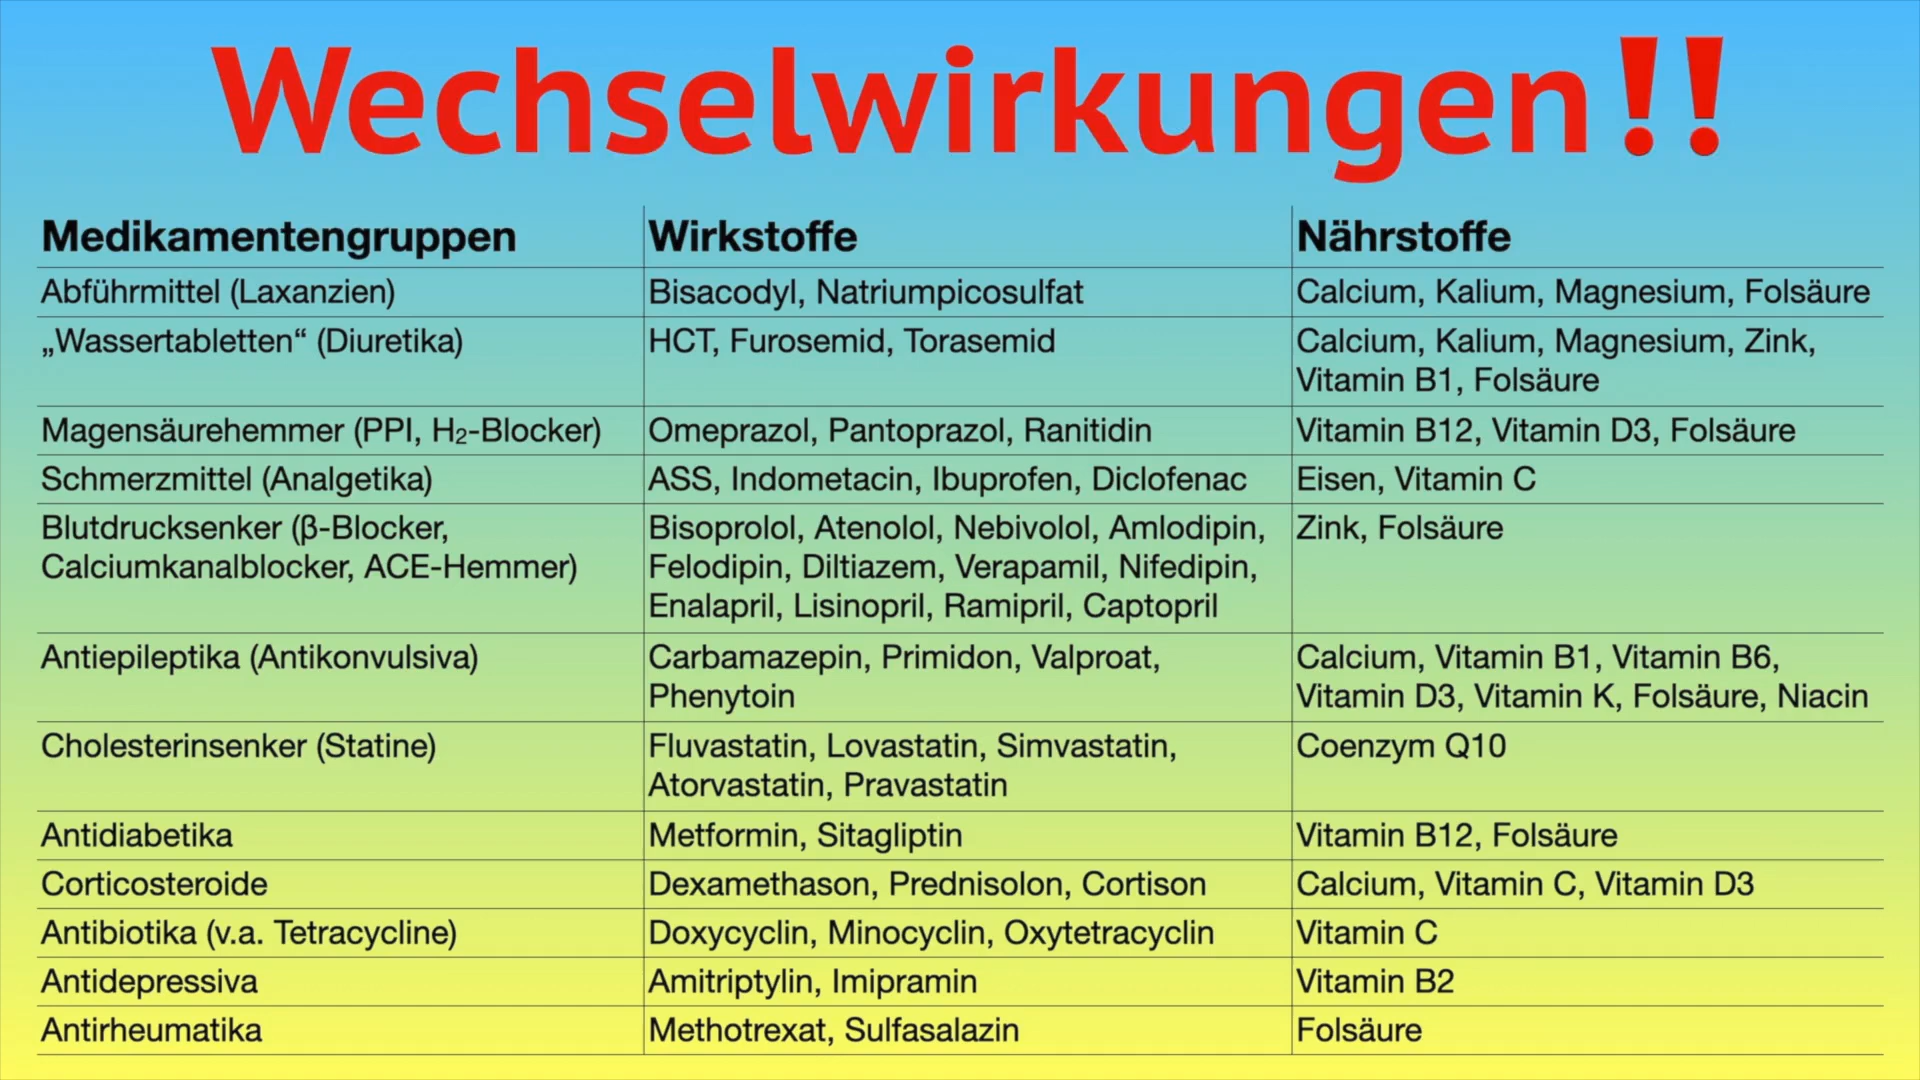 Wechselwirkungen!!
Medikamentengruppen Wirkstoffe Nährstoffe
Abführmittel (Laxanzien) Bisacodyl, Natriumpicosulfat Calcium, Kalium, Magnesium, Folsäure
„Wassertabletten“ (Diuretika) HCT, Furosemid, Torasemid Calcium, Kalium, Magnesium, Zink,
Vitamin B1, Folsäure
Magensäurehemmer (PPI, H₂-Blocker) Omeprazol, Pantoprazol, Ranitidin Vitamin B12, Vitamin D3, Folsäure
Schmerzmittel (Analgetika) ASS, Indometacin, Ibuprofen, Diclofenac Eisen, Vitamin C
Blutdrucksenker (β-Blocker, Bisoprolol, Atenolol, Nebivolol, Amlodipin, Zink, Folsäure
Calciumkanalblocker, ACE-Hemmer) Felodipin, Diltiazem, Verapamil, Nifedipin,
Enalapril, Lisinopril, Ramipril, Captopril
Antiepileptika (Antikonvulsiva) Carbamazepin, Primidon, Valproat, Calcium, Vitamin B1, Vitamin B6,
Phenytoin Vitamin D3, Vitamin K, Folsäure, Niacin
Cholesterinsenker (Statine) Fluvastatin, Lovastatin, Simvastatin, Coenzym Q10
Atorvastatin, Pravastatin
Antidiabetika Metformin, Sitagliptin Vitamin B12, Folsäure
Corticosteroide Dexamethason, Prednisolon, Cortison Calcium, Vitamin C, Vitamin D3
Antibiotika (v.a. Tetracycline) Doxycyclin, Minocyclin, Oxytetracyclin Vitamin C
Antidepressiva Amitriptylin, Imipramin Vitamin B2
Antirheumatika Methotrexat, Sulfasalazin Folsäure